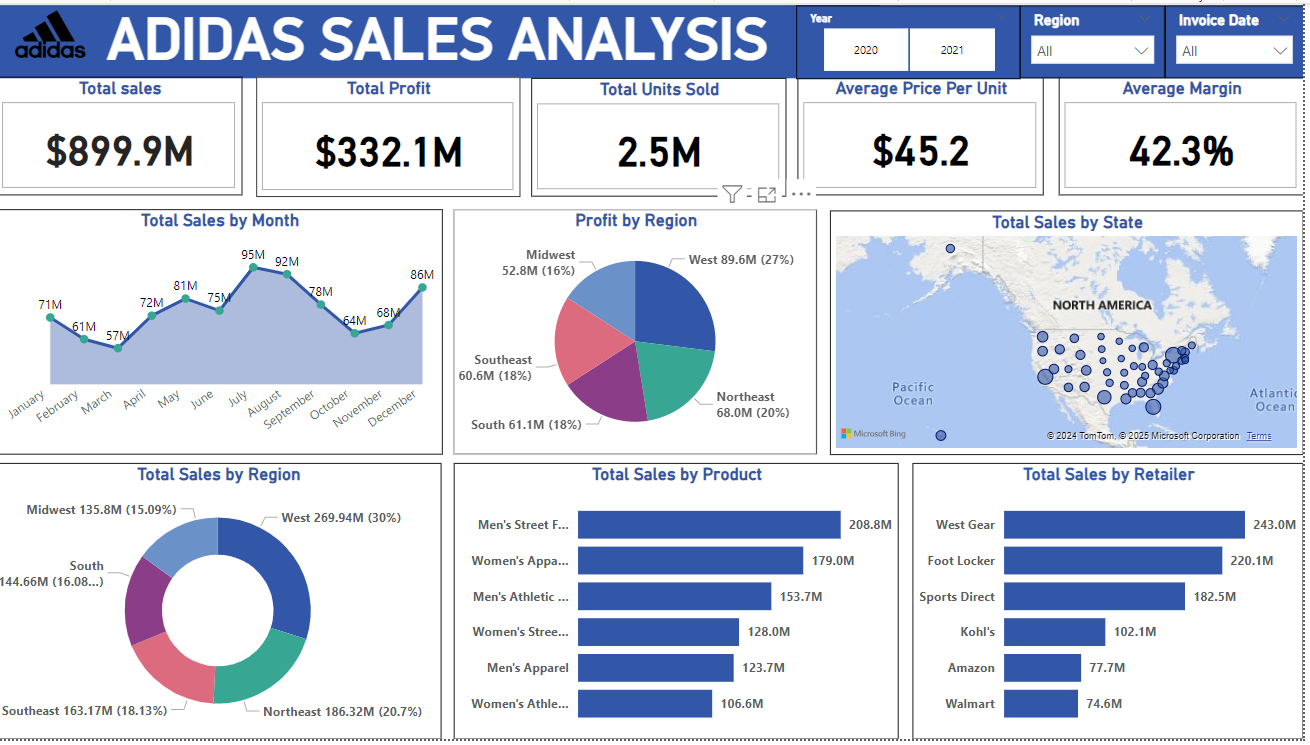 adidas
ADIDAS SALES ANALYSIS
Year
2020
2021
Region
All
Invoice Date
All
Total sales
$899.9M
Total Profit
$332.1M
Total Units Sold
2.5M
Average Price Per Unit
$45.2
Average Margin
42.3%
Total Sales by Month
71M
61M
57M
72M
81M
75M
95M
92M
78M
64M
68M
86M
January
February
March
April
May
June
July
August
September
October
November
December
Profit by Region
Midwest
52.8M (16%)
West 89.6M (27%)
Southeast
60.6M (18%)
Northeast
68.0M (20%)
South 61.1M (18%)
Total Sales by State
NORTH AMERICA
Pacific
Ocean
Atlantic
Ocean
Microsoft Bing
© 2024 TomTom, © 2025 Microsoft Corporation Terms
Total Sales by Region
Midwest 135.8M (15.09%)
West 269.94M (30%)
South
144.66M (16.08...)
Southeast 163.17M (18.13%)
Northeast 186.32M (20.7%)
Total Sales by Product
Men's Street F... 208.8M
Women's Appa... 179.0M
Men's Athletic ... 153.7M
Women's Stree... 128.0M
Men's Apparel 123.7M
Women's Athle... 106.6M
Total Sales by Retailer
West Gear 243.0M
Foot Locker 220.1M
Sports Direct 182.5M
Kohl's 102.1M
Amazon 77.7M
Walmart 74.6M